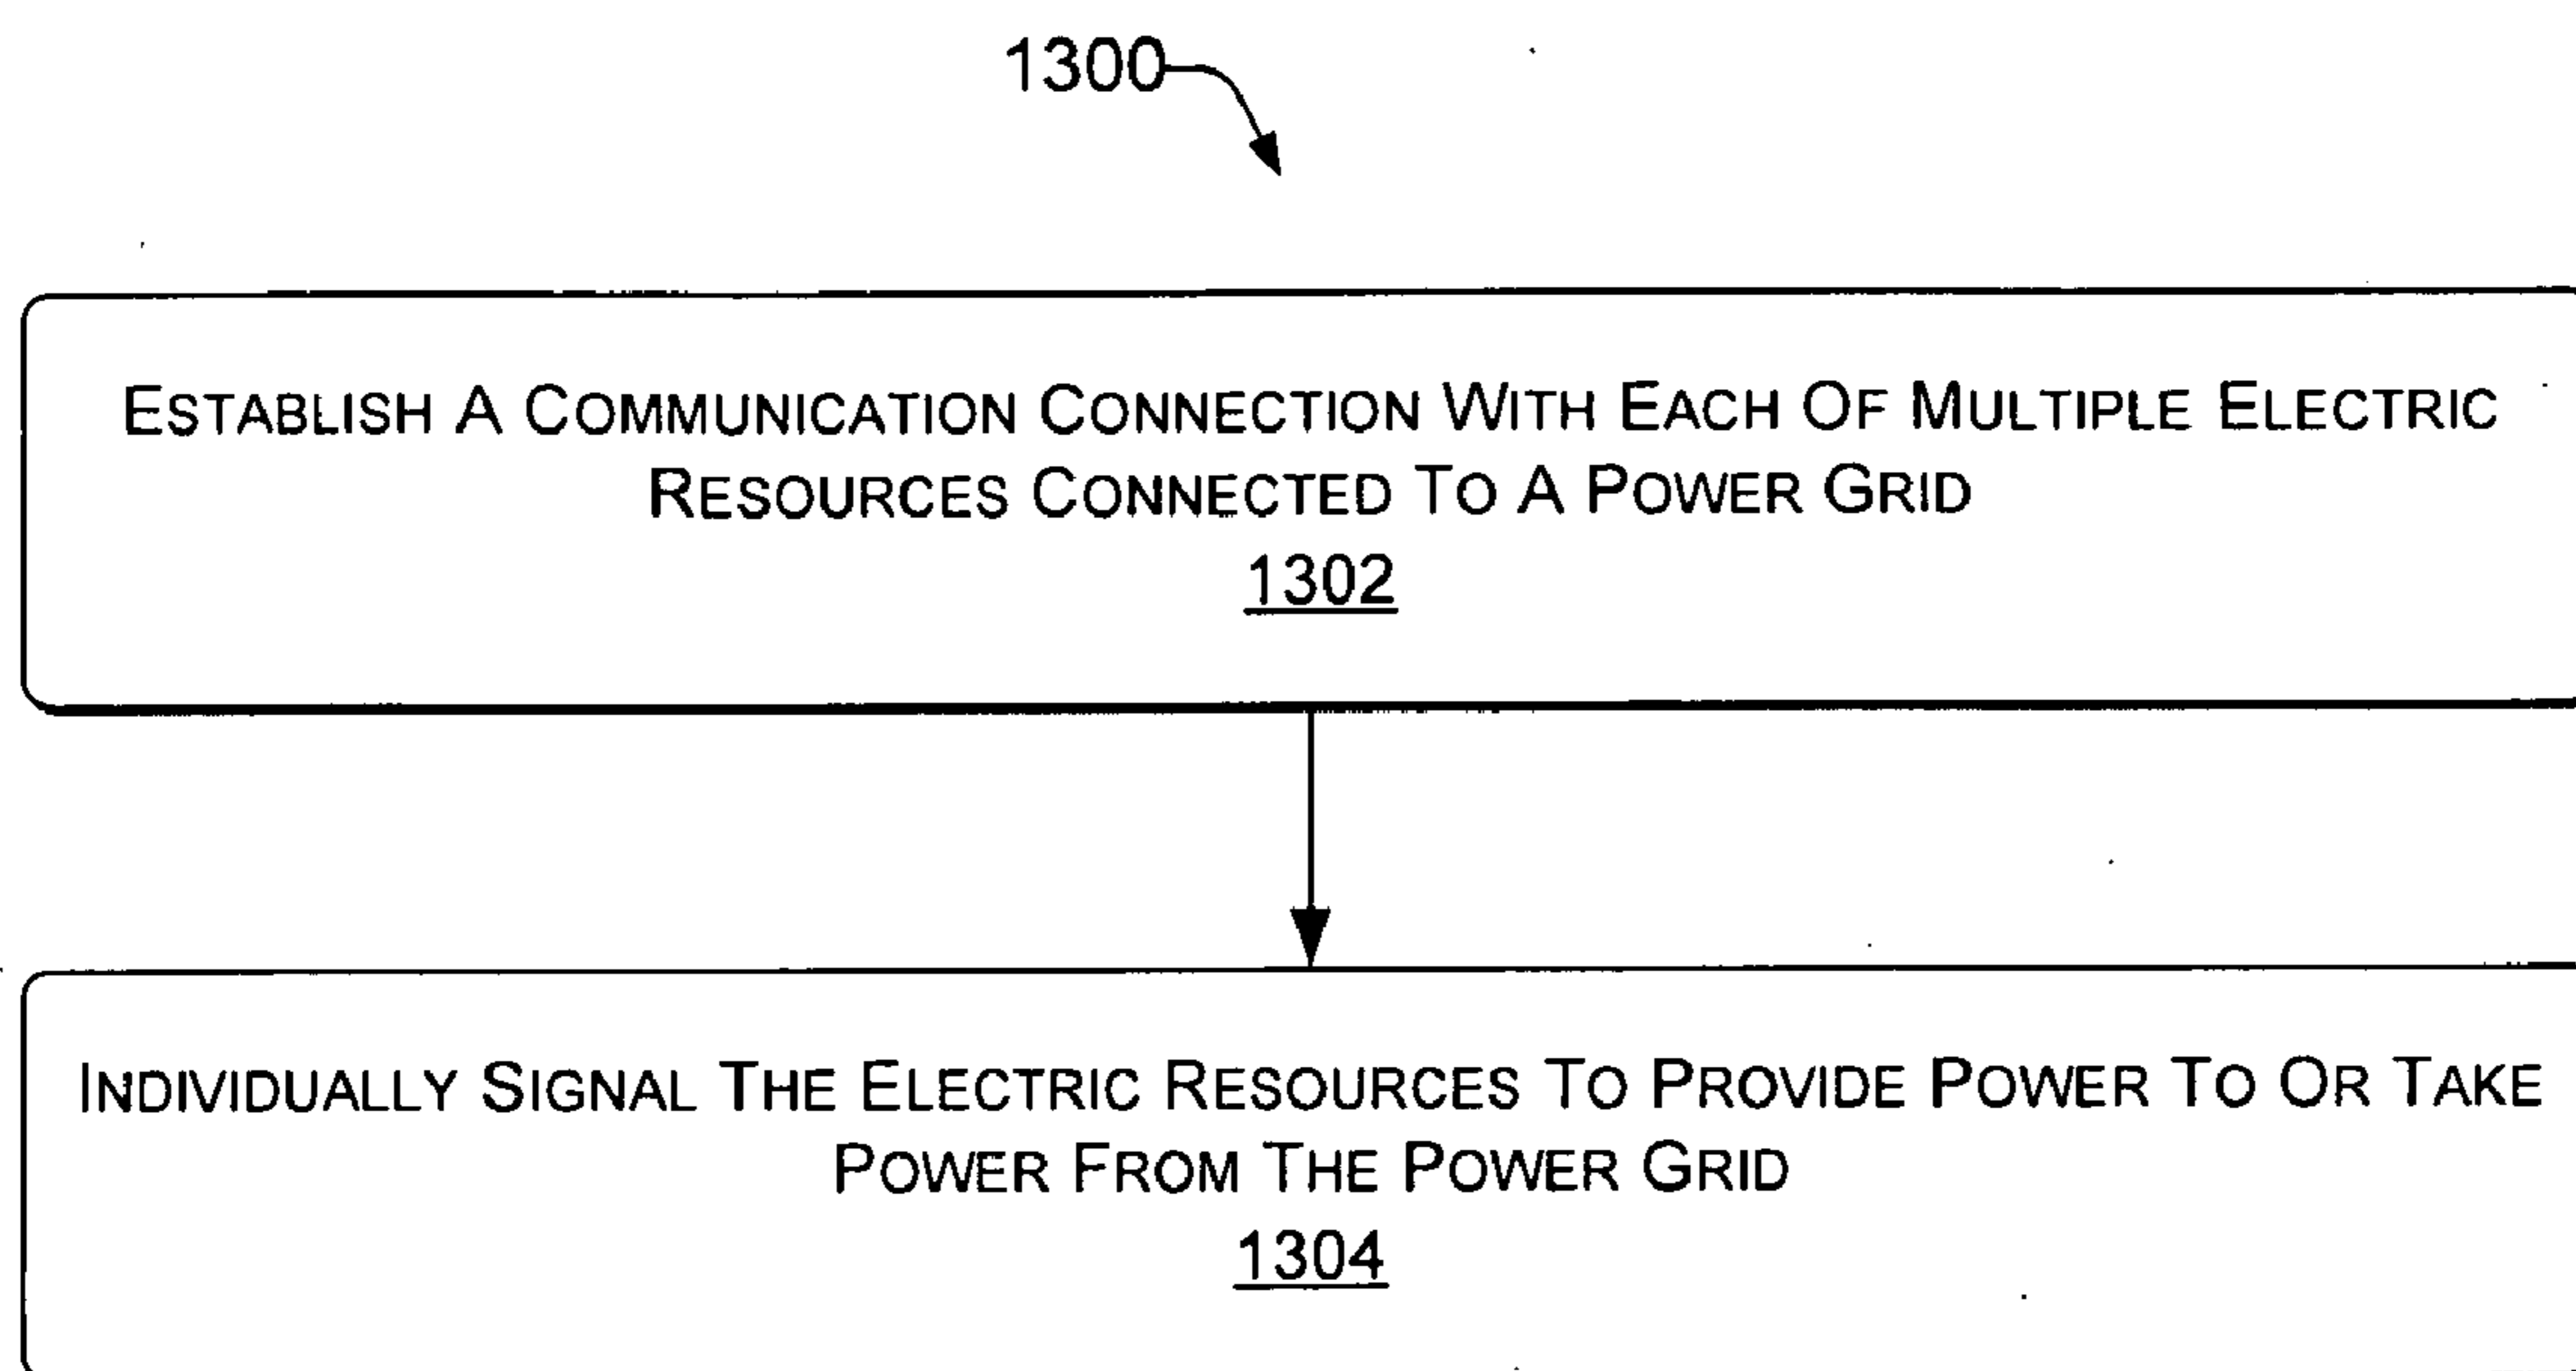 1300
ESTABLISH A COMMUNICATION CONNECTION WITH EACH OF MULTIPLE ELECTRIC
RESOURCES CONNECTED TO A POWER GRID
1302
INDIVIDUALLY SIGNAL THE ELECTRIC RESOURCES TO PROVIDE POWER TO OR TAKE
POWER FROM THE POWER GRID
1304